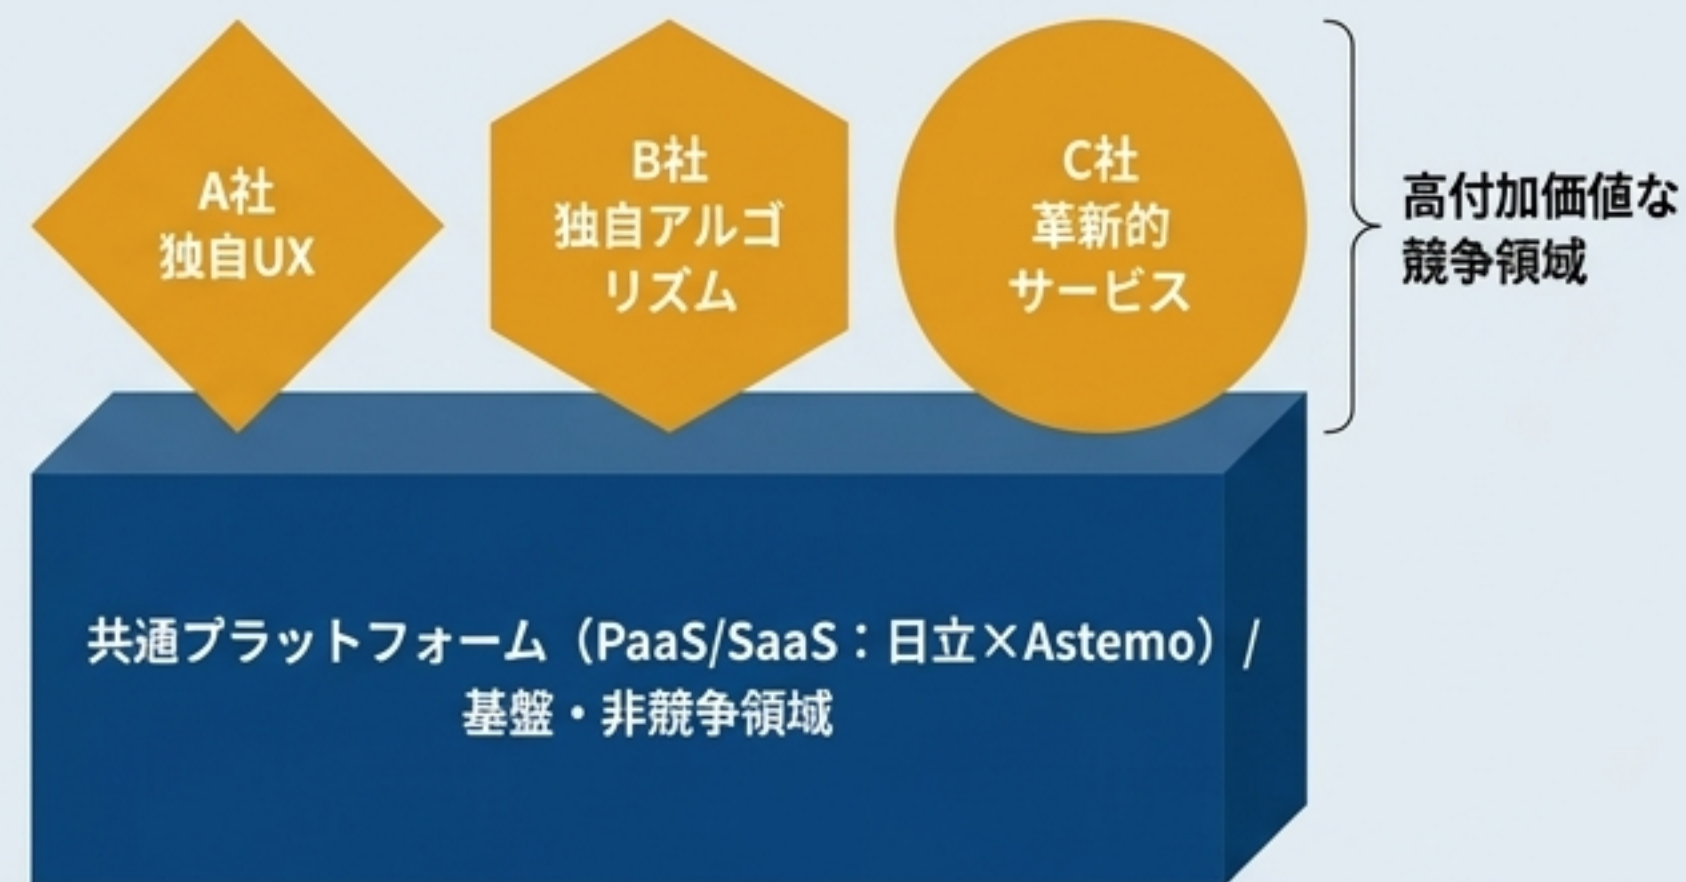 A社
独自UX
B社
独自アルゴ
リズム
C社
革新的
サービス
高付加価値な
競争領域
共通プラットフォーム（PaaS/SaaS：日立×Astemo）/
基盤・非競争領域